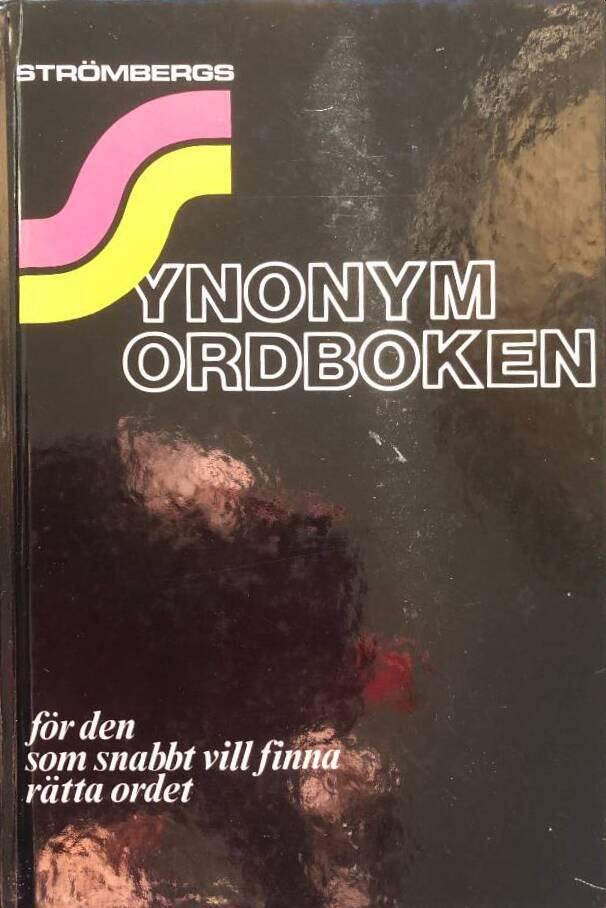 STRÖMBERGS
SYNONYM
ORDBOKEN
för den
som snabbt vill finna
rätta ordet